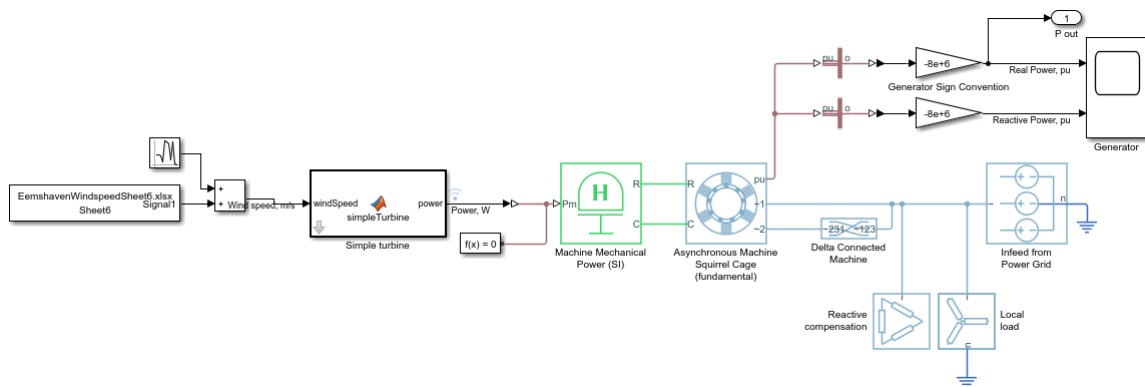 1
P out
pu
o
-8e+6
Real Power, pu
Generator Sign Convention
pu
o
-8e+6
Reactive Power, pu
Generator
EemshavenWindspeedSheet6.xlsx
Sheet6
Signal1
+
+
Wind speed, m/s
windSpeed
simpleTurbine
power
Simple turbine
Power, W
f(x) = 0
Pm
H
R
C
Machine Mechanical
Power (SI)
R
C
pu
~1
~2
Asynchronous Machine
Squirrel Cage
(fundamental)
~231
~123
Delta Connected
Machine
~
n
Infeed from
Power Grid
Reactive
compensation
Local
load
n